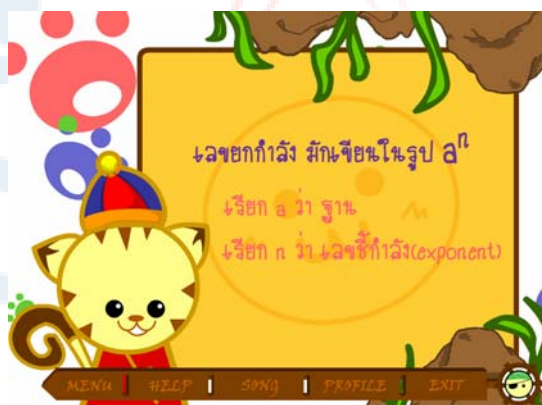 เลขยกกำลัง มักเขียนในรูป aⁿ
เรียก a ว่า ฐาน
เรียก n ว่า เลขชี้กำลัง(exponent)
MENU HELP SONG PROFILE EXIT